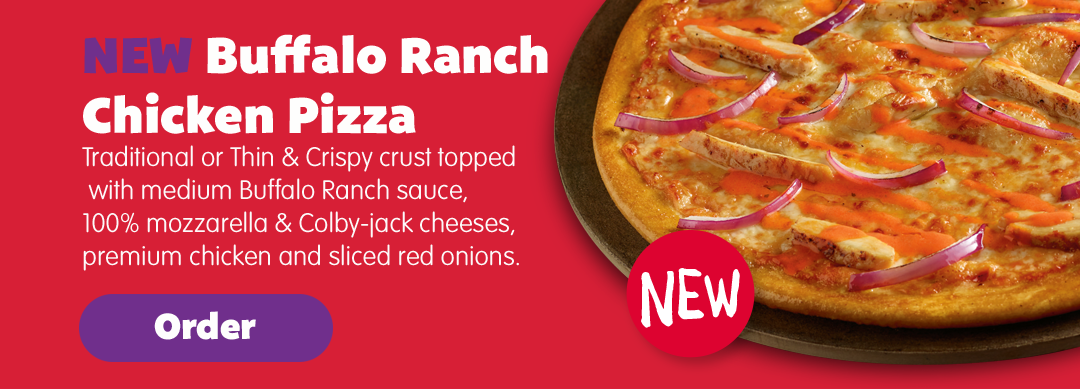 NEW Buffalo Ranch
Chicken Pizza
Traditional or Thin & Crispy crust topped
with medium Buffalo Ranch sauce,
100% mozzarella & Colby-jack cheeses,
premium chicken and sliced red onions.
Order
NEW